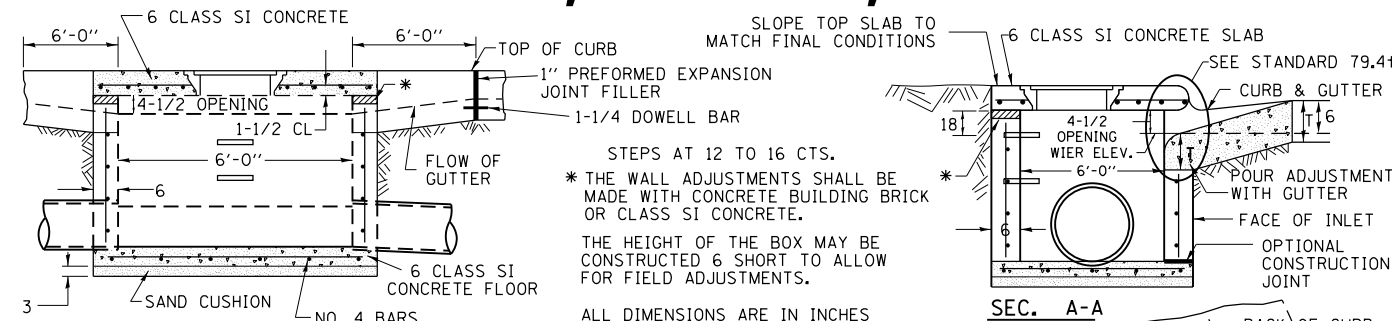 6 CLASS SI CONCRETE
6'-0''
6'-0''
TOP OF CURB
1'' PREFORMED EXPANSION
JOINT FILLER
*
4-1/2 OPENING
1-1/2 CL
1-1/4 DOWELL BAR
6'-0''
FLOW OF
GUTTER
6
STEPS AT 12 TO 16 CTS.
* THE WALL ADJUSTMENTS SHALL BE
MADE WITH CONCRETE BUILDING BRICK
OR CLASS SI CONCRETE.
THE HEIGHT OF THE BOX MAY BE
CONSTRUCTED 6 SHORT TO ALLOW
FOR FIELD ADJUSTMENTS.
ALL DIMENSIONS ARE IN INCHES
6 CLASS SI
CONCRETE FLOOR
3
SAND CUSHION
NO. 4 BARS
SLOPE TOP SLAB TO
MATCH FINAL CONDITIONS
6 CLASS SI CONCRETE SLAB
SEE STANDARD 79.4†
CURB & GUTTER
18
4-1/2
OPENING
WIER ELEV.
T
6
T
6'-0''
*
POUR ADJUSTMENT
WITH GUTTER
FACE OF INLET
6
OPTIONAL
CONSTRUCTION
JOINT
SEC. A-A
BACK OF CURB